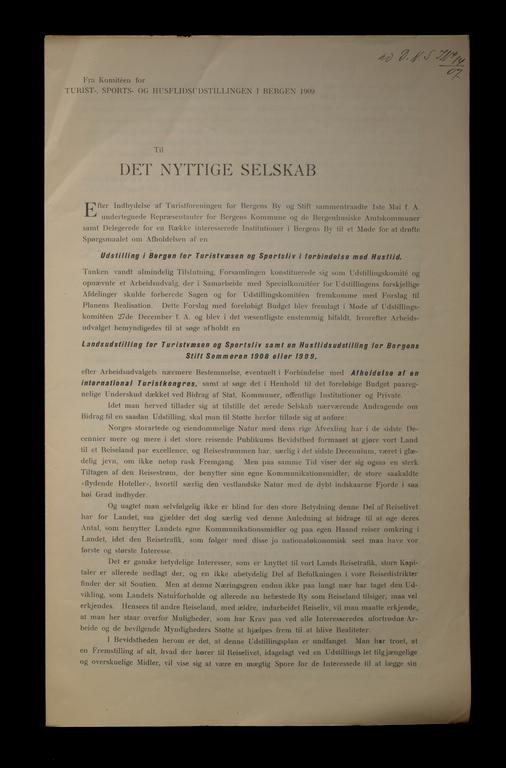 Fra Komitéen for
TURIST-, SPORTS- OG HUSFLIDSUDSTILLINGEN I BERGEN 1909
Til
DET NYTTIGE SELSKAB
Efter Indbydelse af Turistforeningen for Bergens By og Stift sammentraadte 1ste Mai f. A.
undertegnede Repræsentanter for Bergens Kommune og de Bergenhusiske Amtskommuner
samt Delegerede for en Række interesserede Institutioner i Bergens By til et Møde for at drøfte
Spørgsmaalet om Afholdelsen af en
Udstilling i Bergen for Turistvæsen og Sportsliv i forbindelse med Husflid.
Tanken vandt almindelig Tilslutning, Forsamlingen konstituerede sig som Udstillingskomité og
opnævnte et Arbeidsudvalg, der i Samarbeide med Specialkomitéer for Udstillingens forskjellige
Afdelinger skulde forberede Sagen og for Udstillingskomitéen fremkomme med Forslag til
Planens Realisation. Dette Forslag med foreløbigt Budget blev fremlagt i Møde af Udstillings-
komitéen 27de December f. A. og blev i det væsentligste enstemmig bifaldt, hvorefter Arbeids-
udvalget bemyndigedes til at søge afholdt en
Landsudstilling for Turistvæsen og Sportsliv samt en Husflidsudstilling for Bergens
Stift Sommeren 1908 eller 1909,
efter Arbeidsudvalgets nærmere Bestemmelse, eventuelt i Forbindelse med Afholdelse af en
international Turistkongres, samt at søge det i Henhold til det foreløbige Budget paareg-
nelige Underskud dækket ved Bidrag af Stat, Kommuner, offentlige Institutioner og Private.
Idet man herved tillader sig at tilstille det ærede Selskab nærværende Andragende om
Bidrag til en saadan Udstilling, skal man til Støtte herfor tillade sig at anføre:
Norges storartede og eiendommelige Natur med dens rige Afvexling har i de sidste De-
cennier mere og mere i det store reisende Publikums Bevidsthed formaaet at gjøre vort Land
til et Reiseland par excellence, og Reisestrømmen har, særlig i det sidste Decennium, været i glæ-
delig jevn, om ikke netop rask Fremgang. Men paa samme Tid viser der sig ogsaa en sterk
Tiltagen af den Reisestrøm, der benytter sine egne Kommunikationsmidler, de store saakaldte
»flydende Hoteller«, hvortil særlig den vestlandske Natur med de dybt indskaarne Fjorde i saa
høi Grad indbyder.
Og uagtet man selvfølgelig ikke er blind for den store Betydning denne Del af Reiselivet
har for Landet, saa gjælder det dog særlig ved denne Anledning at bidrage til at øge deres
Antal, som benytter Landets egne Kommunikationsmidler og paa egen Haand reiser omkring i
Landet, idet den Reisetrafik, som følger med disse jo nationaløkonomisk seet maa have vor
første og største Interesse.
Det er ganske betydelige Interesser, som er knyttet til vort Lands Reisetrafik, store Kapi-
taler er allerede nedlagt der, og en ikke ubetydelig Del af Befolkningen i vore Reisedistrikter
finder der sit Soutien. Men at denne Næringsgren endnu ikke paa langt nær har taget den Ud-
vikling, som Landets Naturforholde og allerede nu befæstede Ry som Reiseland tilsiger, maa vel
erkjendes. Hensees til andre Reiseland, med ældre, indarbeidet Reiseliv, vil man maatte erkjende,
at man her staar overfor Muligheder, som har Krav paa ved alle Interesseredes ufortrødne Ar-
beide og de bevilgende Myndigheders Støtte at hjælpes frem til at blive Realiteter.
I Bevidstheden herom er det, at denne Udstillingsplan er undfanget. Man har troet, at
en Fremstilling af alt, hvad der hører til Reiselivet, idagelagt ved en Udstillings let tilgjængelige
og overskuelige Midler, vil vise sig at være en mægtig Spore for de Interessede til at lægge sin